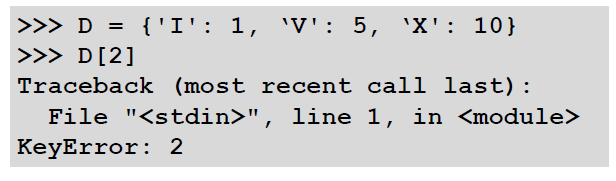 >>> D = {'I': 1, ‛V': 5, ‛X': 10}
>>> D[2]
Traceback (most recent call last):
  File "<stdin>", line 1, in <module>
KeyError: 2